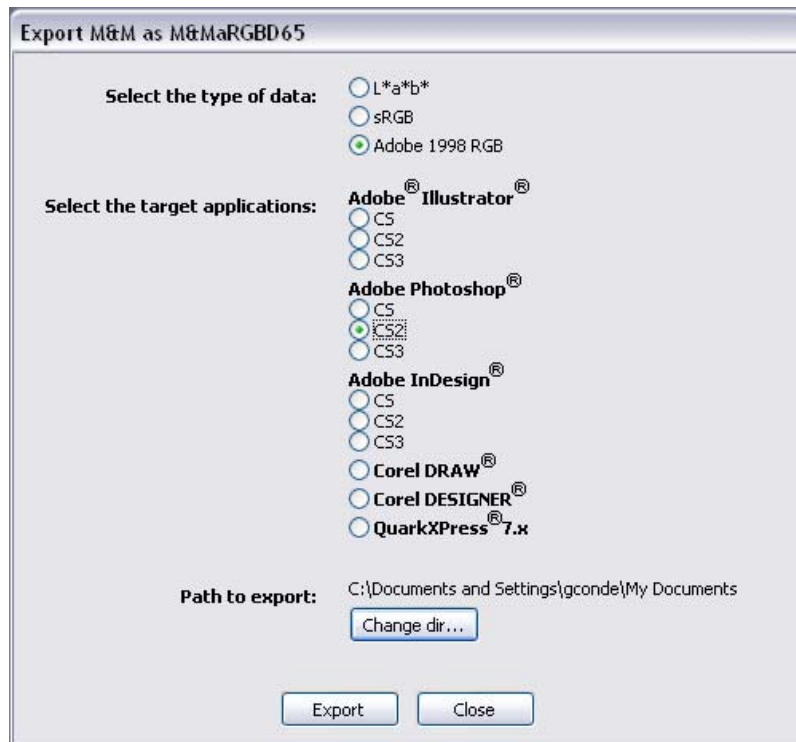 Export M&M as M&MaRGBD65
Select the type of data:
L*a*b*
sRGB
Adobe 1998 RGB
Select the target applications:
Adobe® Illustrator®
CS
CS2
CS3
Adobe Photoshop®
CS
CS2
CS3
Adobe InDesign®
CS
CS2
CS3
Corel DRAW®
Corel DESIGNER®
QuarkXPress®7.x
Path to export:
C:\Documents and Settings\gconde\My Documents
Change dir...
Export
Close